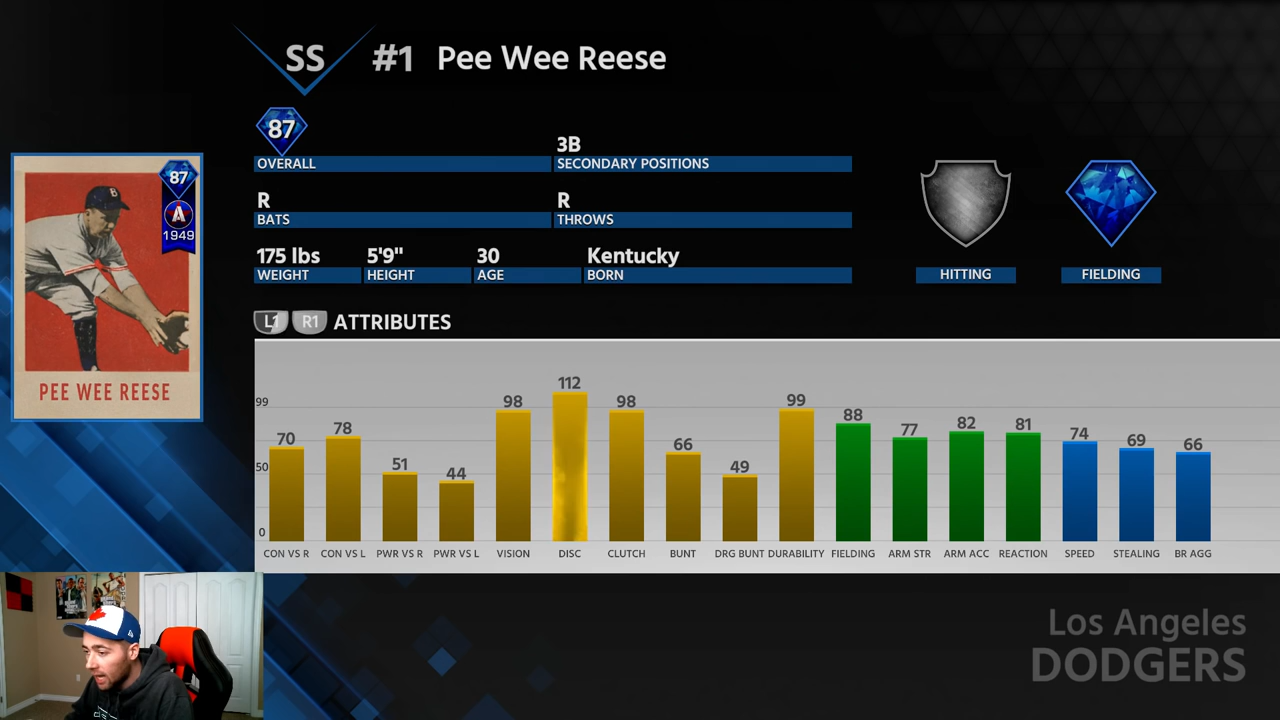 SS #1 Pee Wee Reese
87
OVERALL
3B
SECONDARY POSITIONS
R
BATS
R
THROWS
175 lbs
WEIGHT
5'9"
HEIGHT
30
AGE
Kentucky
BORN
HITTING
FIELDING
87
A
1949
B
PEE WEE REESE
L1 R1 ATTRIBUTES
99
50
0
70 78 51 44 98 112 98 66 49 99 88 77 82 81 74 69 66
CON VS R CON VS L PWR VS R PWR VS L VISION DISC CLUTCH BUNT DRG BUNT DURABILITY FIELDING ARM STR ARM ACC REACTION SPEED STEALING BR AGG
Los Angeles
DODGERS